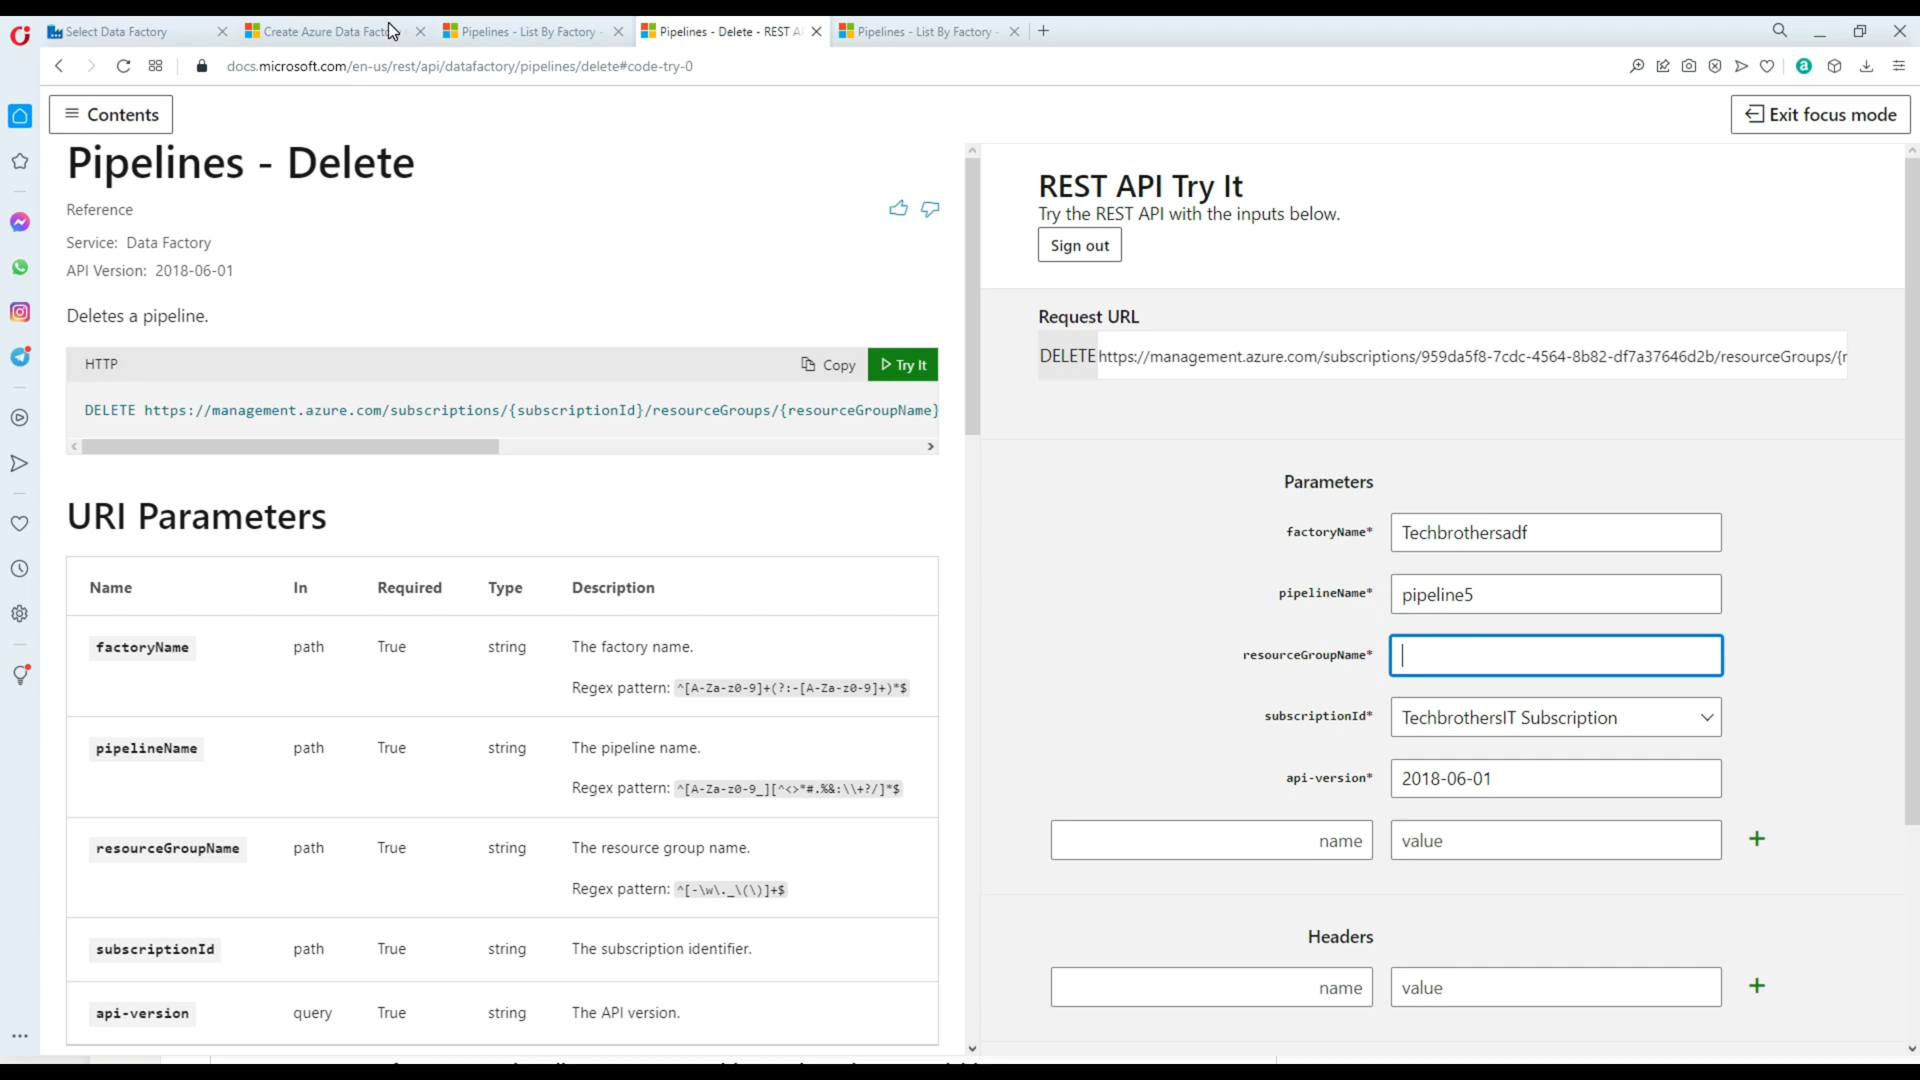 Select Data Factory
Create Azure Data Facto
Pipelines - List By Factory -
Pipelines - Delete - REST A
Pipelines - List By Factory -
docs.microsoft.com/en-us/rest/api/datafactory/pipelines/delete#code-try-0
Contents
Exit focus mode
Pipelines - Delete
Reference
Service: Data Factory
API Version: 2018-06-01
Deletes a pipeline.
HTTP
Copy
Try It
DELETE https://management.azure.com/subscriptions/{subscriptionId}/resourceGroups/{resourceGroupName}
URI Parameters
Name In Required Type Description
factoryName path True string The factory name.
Regex pattern: ^[A-Za-z0-9]+(?:-[A-Za-z0-9]+)*$
pipelineName path True string The pipeline name.
Regex pattern: ^[A-Za-z0-9_][^<>*#.%&:\\+?/]*$
resourceGroupName path True string The resource group name.
Regex pattern: ^[-\w\._\(\)]+$
subscriptionId path True string The subscription identifier.
api-version query True string The API version.
REST API Try It
Try the REST API with the inputs below.
Sign out
Request URL
DELETE https://management.azure.com/subscriptions/959da5f8-7cdc-4564-8b82-df7a37646d2b/resourceGroups/{r
Parameters
factoryName* Techbrothersadf
pipelineName* pipeline5
resourceGroupName*
subscriptionId* TechbrothersIT Subscription
api-version* 2018-06-01
name value +
Headers
name value +